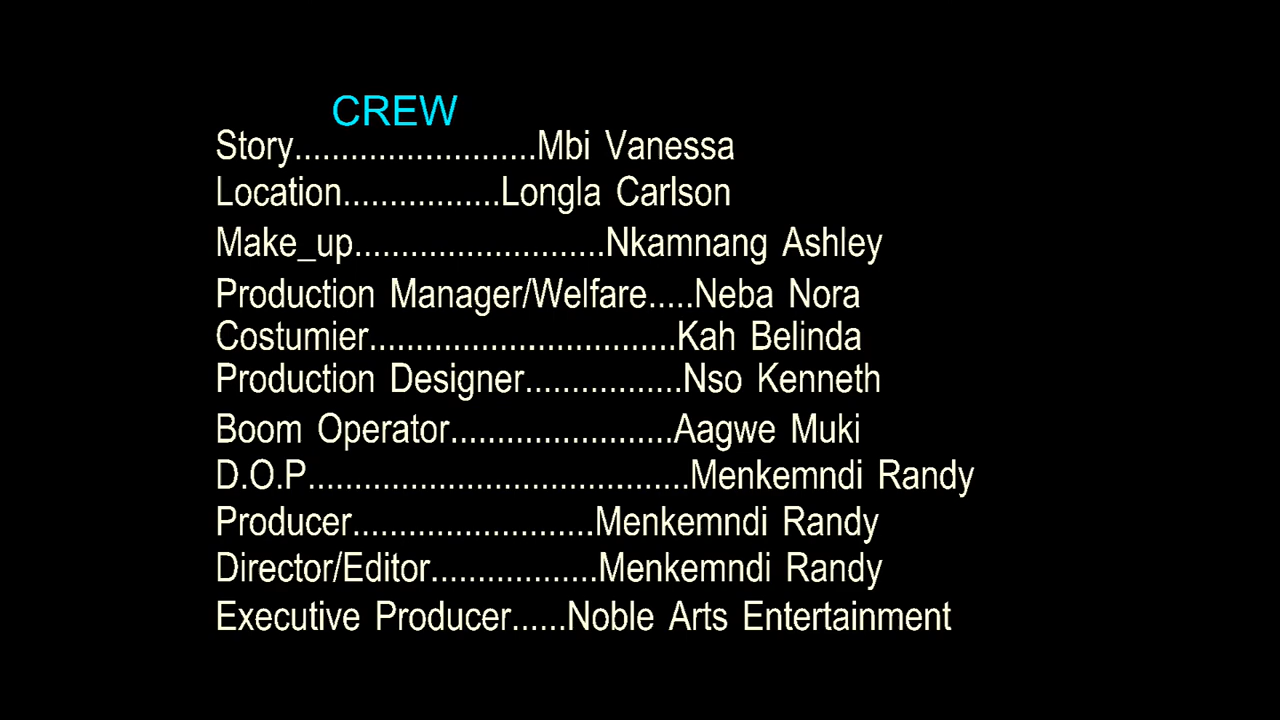 CREW
Story..........................Mbi Vanessa
Location.................Longla Carlson
Make_up...........................Nkamnang Ashley
Production Manager/Welfare.....Neba Nora
Costumier.................................Kah Belinda
Production Designer.................Nso Kenneth
Boom Operator........................Aagwe Muki
D.O.P.........................................Menkemndi Randy
Producer..........................Menkemndi Randy
Director/Editor..................Menkemndi Randy
Executive Producer......Noble Arts Entertainment